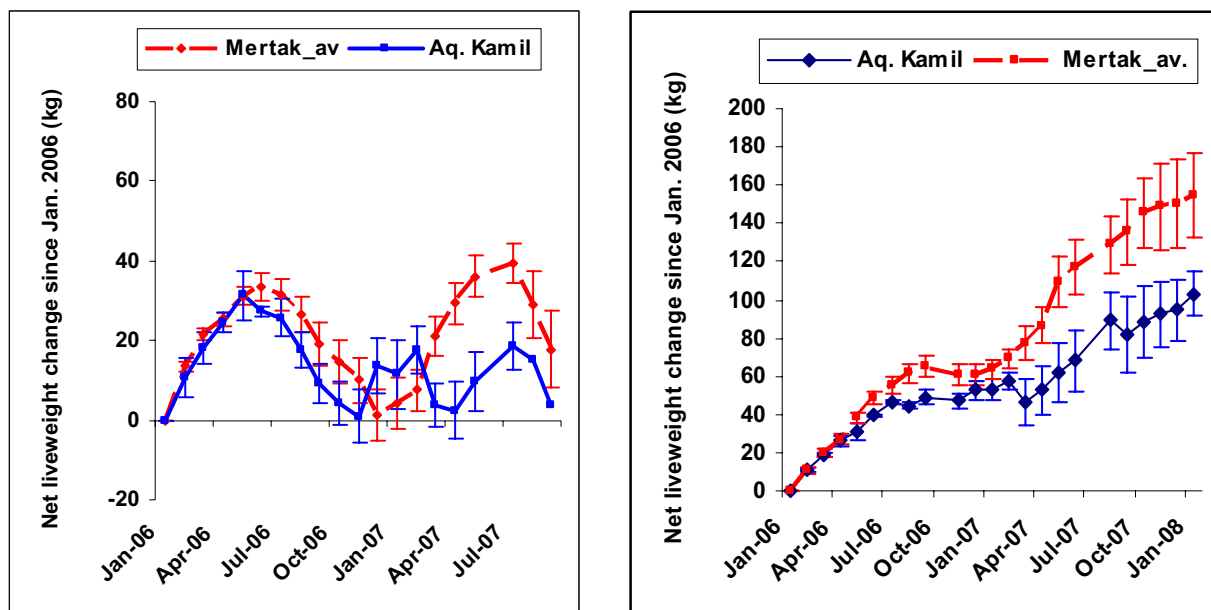 Mertak_av
Aq. Kamil
Net liveweight change since Jan. 2006 (kg)
80
60
40
20
0
-20
Jan-06
Apr-06
Jul-06
Oct-06
Jan-07
Apr-07
Jul-07
Aq. Kamil
Mertak_av.
Net liveweight change since Jan. 2006 (kg)
200
180
160
140
120
100
80
60
40
20
0
Jan-06
Apr-06
Jul-06
Oct-06
Jan-07
Apr-07
Jul-07
Oct-07
Jan-08